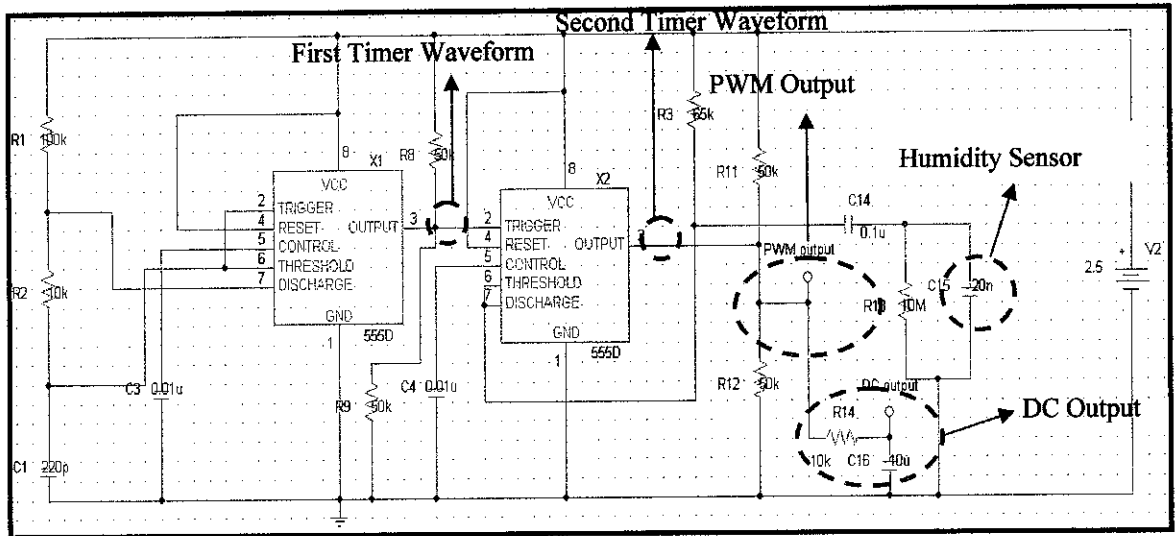 Second Timer Waveform
First Timer Waveform
PWM Output
Humidity Sensor
DC Output
R1 100k
R2 10k
C1 220p
C3 0.01u
8
X1
VCC
2 TRIGGER
4 RESET
5 CONTROL
6 THRESHOLD
7 DISCHARGE
OUTPUT 3
GND
1
555D
R8 50k
R9 50k
C4 0.01u
8
X2
VCC
2 TRIGGER
4 RESET
5 CONTROL
6 THRESHOLD
7 DISCHARGE
OUTPUT 3
GND
1
555D
R3 65k
R11 50k
R12 50k
PWM output
C14
0.1u
10M
C15 20n
DC output
R14
10k
C16 40u
+ V2
2.5